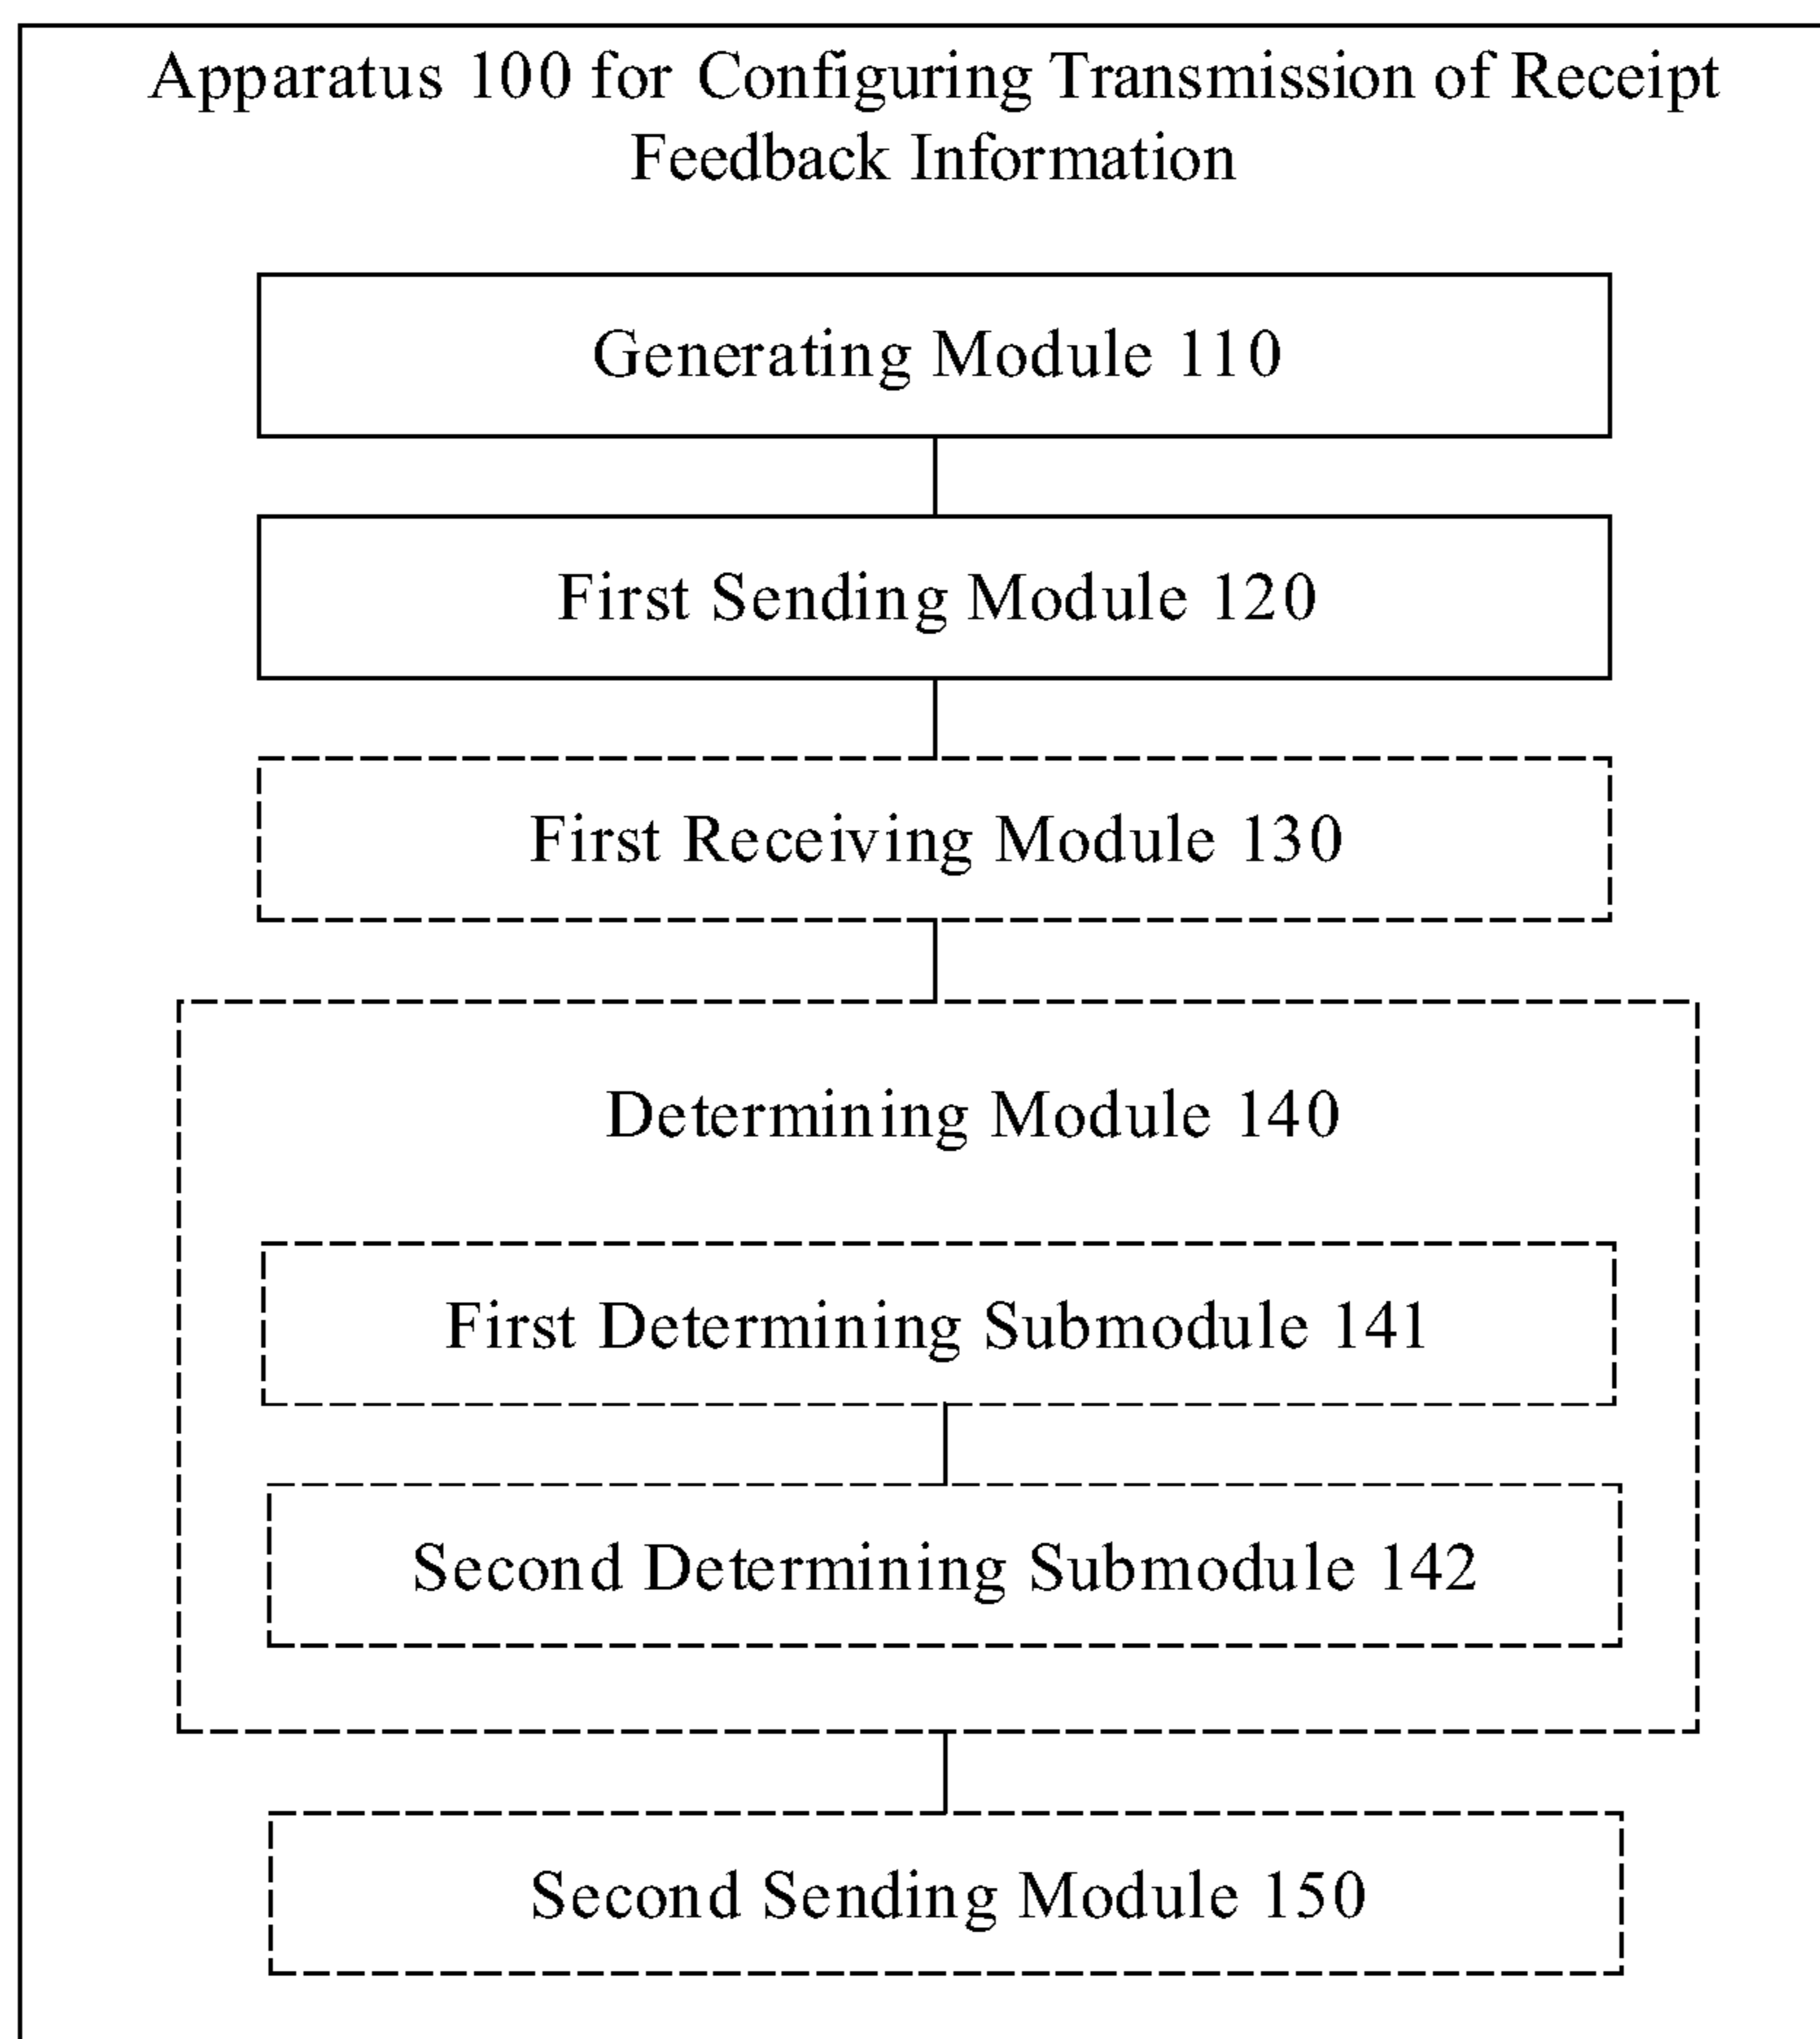 Apparatus 100 for Configuring Transmission of Receipt
Feedback Information
Generating Module 110
First Sending Module 120
First Receiving Module 130
Determining Module 140
First Determining Submodule 141
Second Determining Submodule 142
Second Sending Module 150